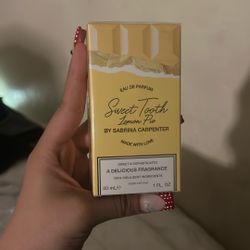 EAU DE PARFUM
Sweet Tooth
Lemon Pie
BY SABRINA CARPENTER
MADE WITH LOVE
A DELICIOUS FRAGRANCE
30 mL e
1 FL. OZ